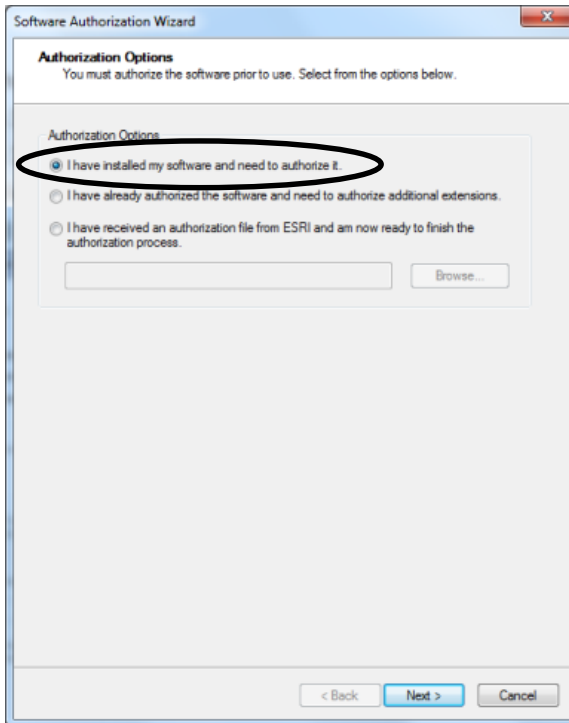 Software Authorization Wizard
Authorization Options
You must authorize the software prior to use. Select from the options below.
Authorization Options
I have installed my software and need to authorize it.
I have already authorized the software and need to authorize additional extensions.
I have received an authorization file from ESRI and am now ready to finish the
authorization process.
Browse...
< Back Next > Cancel